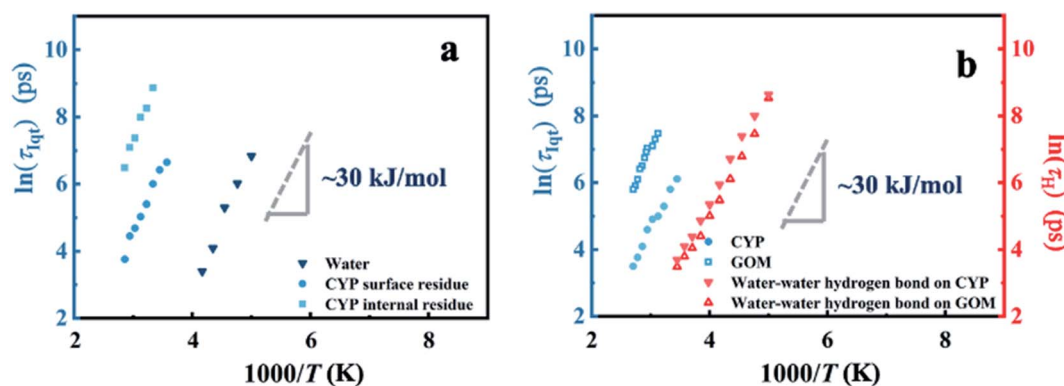 a
ln(τIqt) (ps)
10
8
6
4
2
~30 kJ/mol
Water
CYP surface residue
CYP internal residue
2
4
6
8
1000/T (K)
b
ln(τIqt) (ps)
10
8
6
4
2
~30 kJ/mol
CYP
GOM
Water-water hydrogen bond on CYP
Water-water hydrogen bond on GOM
2
4
6
8
1000/T (K)
10
8
6
4
2
ln(τH) (ps)